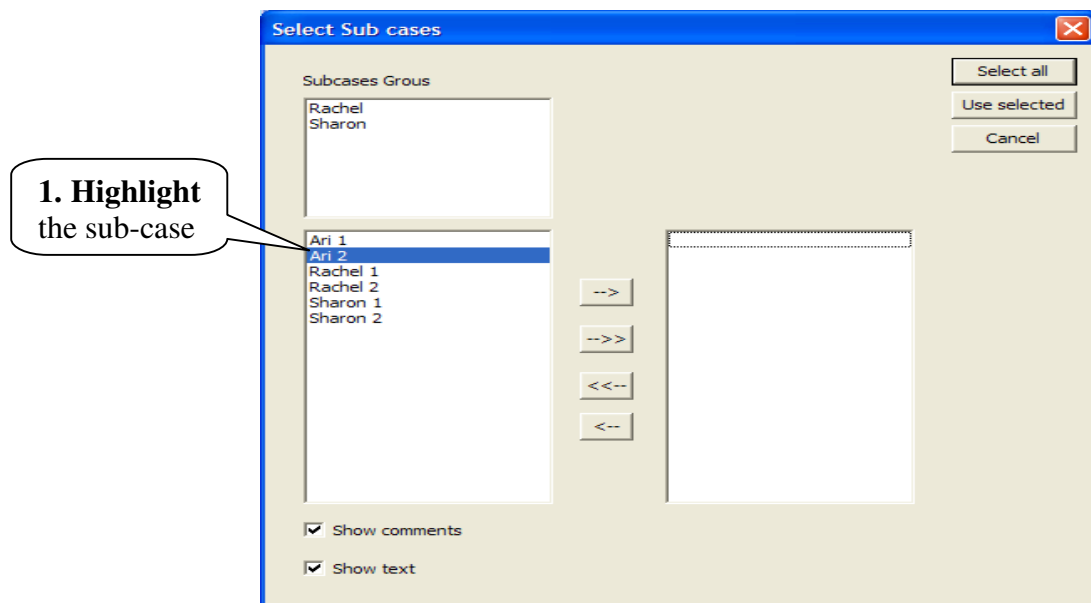 Select Sub cases
Subcases Grous
Select all
Use selected
Cancel
Rachel
Sharon
1. Highlight
the sub-case
Ari 1
Ari 2
Rachel 1
Rachel 2
Sharon 1
Sharon 2
-->
-->>
<<--
<--
Show comments
Show text